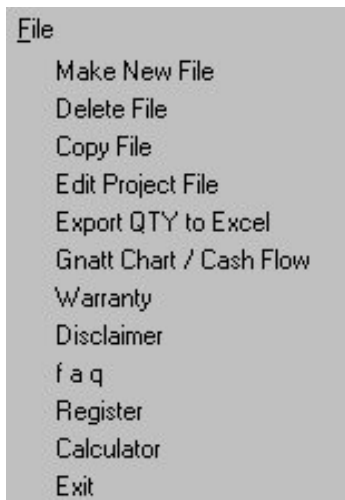 File
Make New File
Delete File
Copy File
Edit Project File
Export QTY to Excel
Gnatt Chart / Cash Flow
Warranty
Disclaimer
f a q
Register
Calculator
Exit